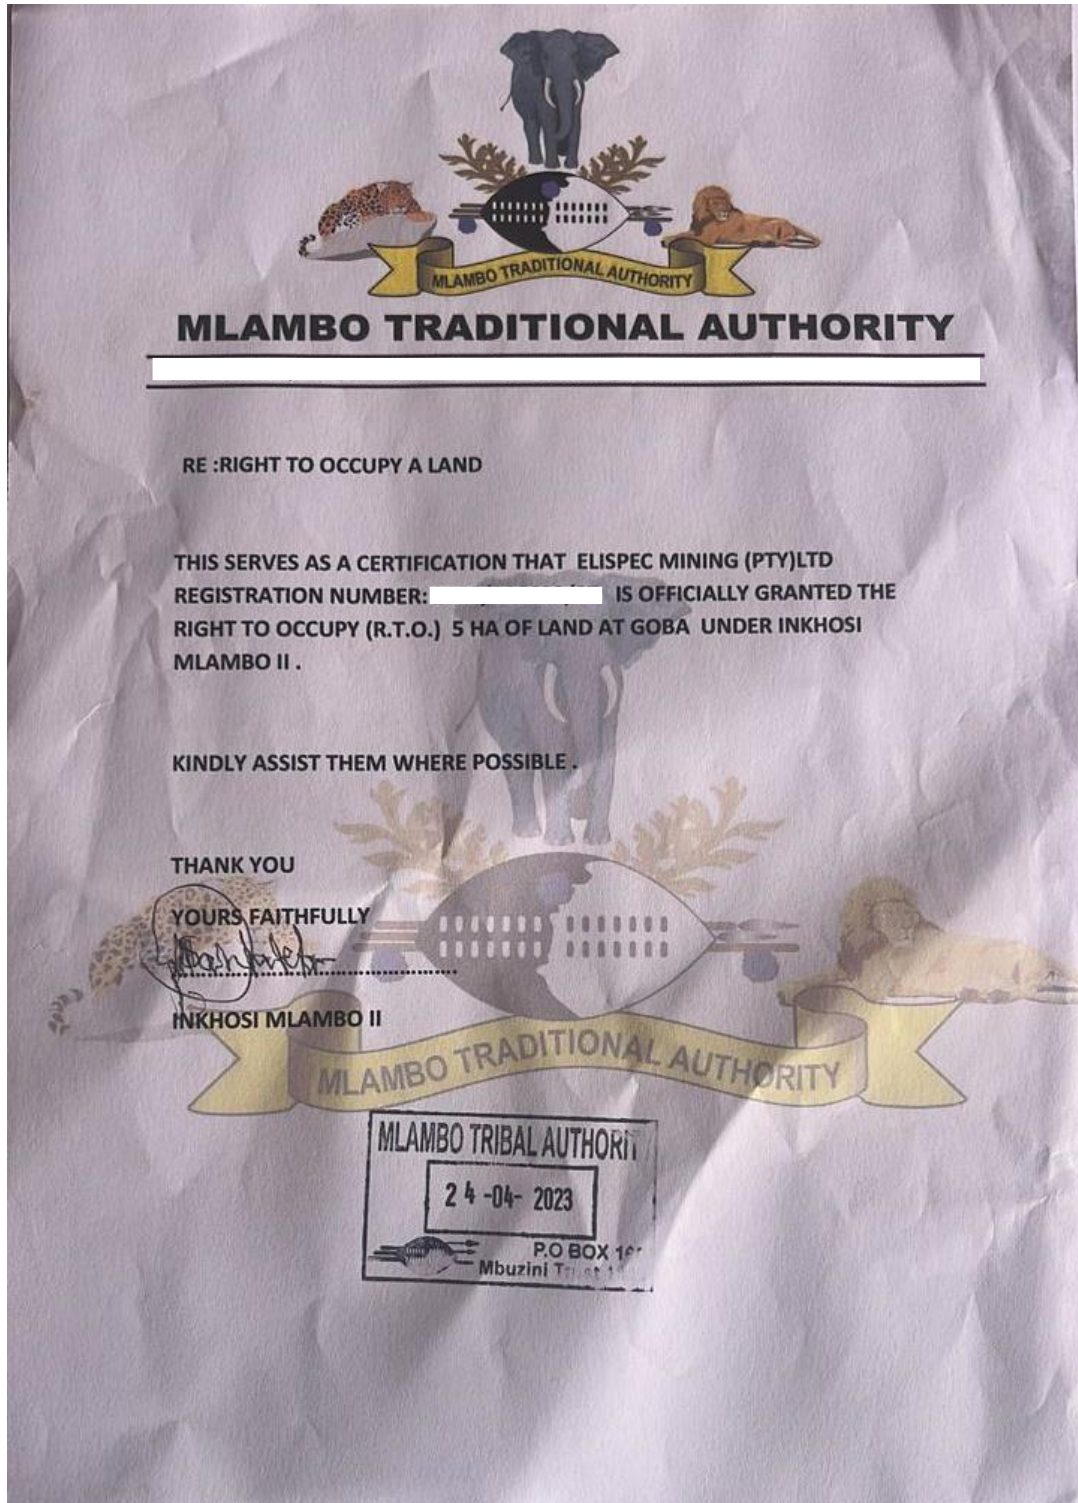 MLAMBO TRADITIONAL AUTHORITY
MLAMBO TRADITIONAL AUTHORITY
RE :RIGHT TO OCCUPY A LAND
THIS SERVES AS A CERTIFICATION THAT ELISPEC MINING (PTY)LTD
REGISTRATION NUMBER: IS OFFICIALLY GRANTED THE
RIGHT TO OCCUPY (R.T.O.) 5 HA OF LAND AT GOBA UNDER INKHOSI
MLAMBO II .
KINDLY ASSIST THEM WHERE POSSIBLE .
THANK YOU
YOURS FAITHFULLY
INKHOSI MLAMBO II
MLAMBO TRADITIONAL AUTHORITY
MLAMBO TRIBAL AUTHORIT
24-04-2023
P.O BOX
Mbuzini